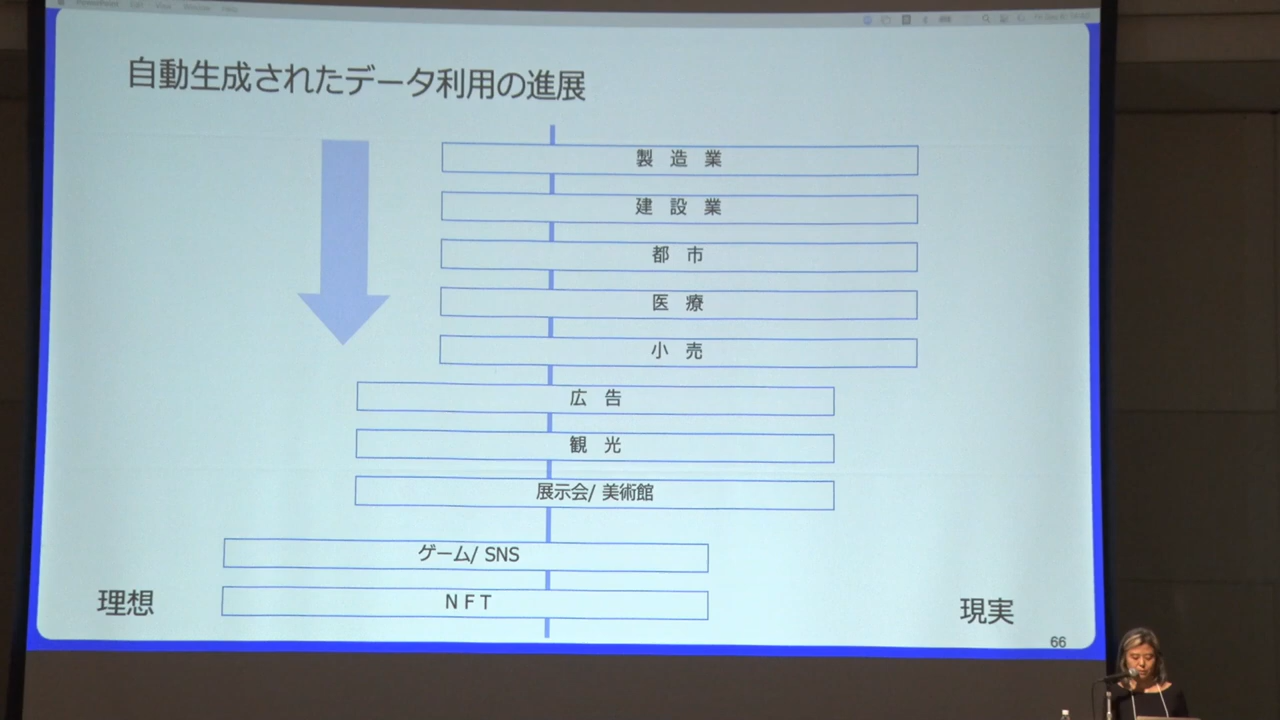 自動生成されたデータ利用の進展
製 造 業
建 設 業
都 市
医 療
小 売
広 告
観 光
展示会/ 美術館
ゲーム/ SNS
N F T
理想
現実
66